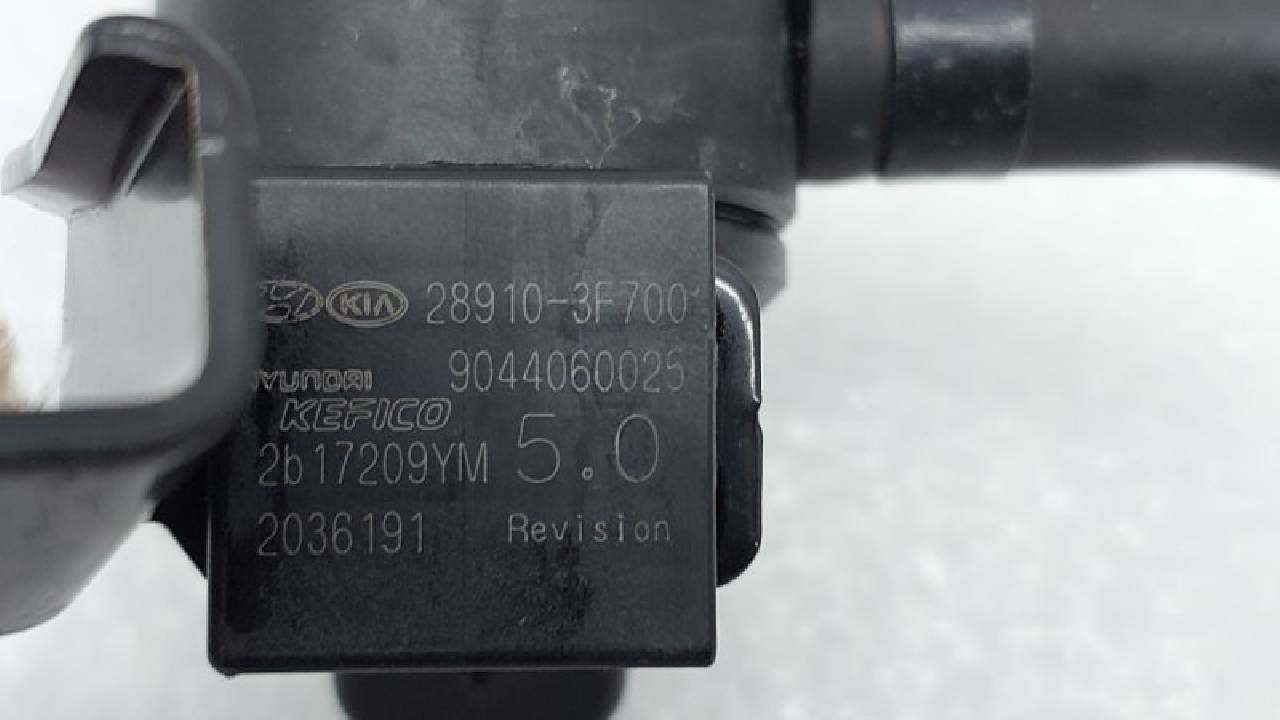 KIA 28910-3F700
HYUNDAI 9044060025
KEFICO
2b17209YM 5.0
2036191 Revision